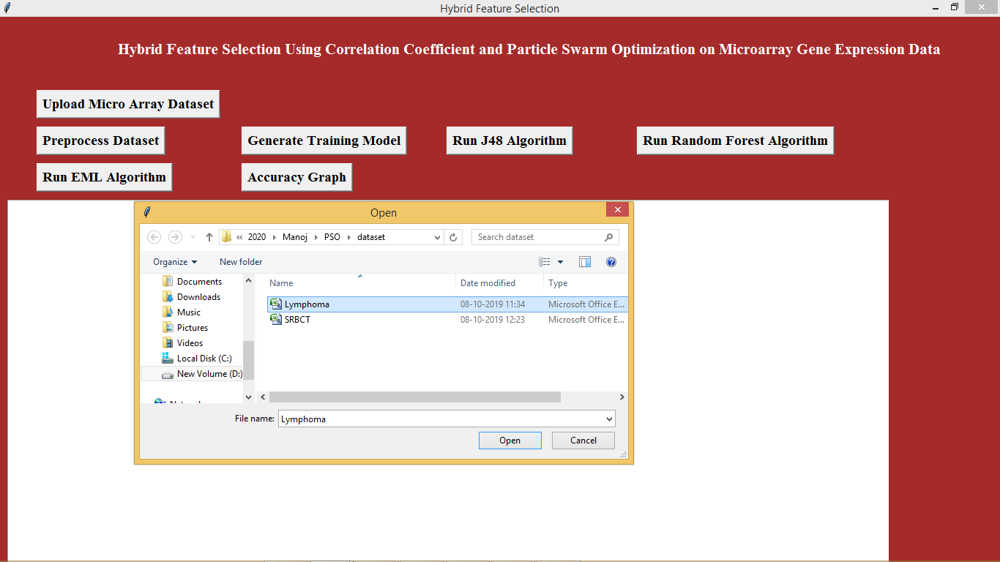 Hybrid Feature Selection
Hybrid Feature Selection Using Correlation Coefficient and Particle Swarm Optimization on Microarray Gene Expression Data
Upload Micro Array Dataset
Preprocess Dataset Generate Training Model Run J48 Algorithm Run Random Forest Algorithm
Run EML Algorithm Accuracy Graph
Open
« 2020 Manoj PSO dataset Search dataset
Organize New folder
Name Date modified Type
Documents
Downloads
Music
Pictures
Videos
Local Disk (C:)
New Volume (D:)
Lymphoma 08-10-2019 11:34 Microsoft Office E...
SRBCT 08-10-2019 12:23 Microsoft Office E...
File name: Lymphoma
Open Cancel